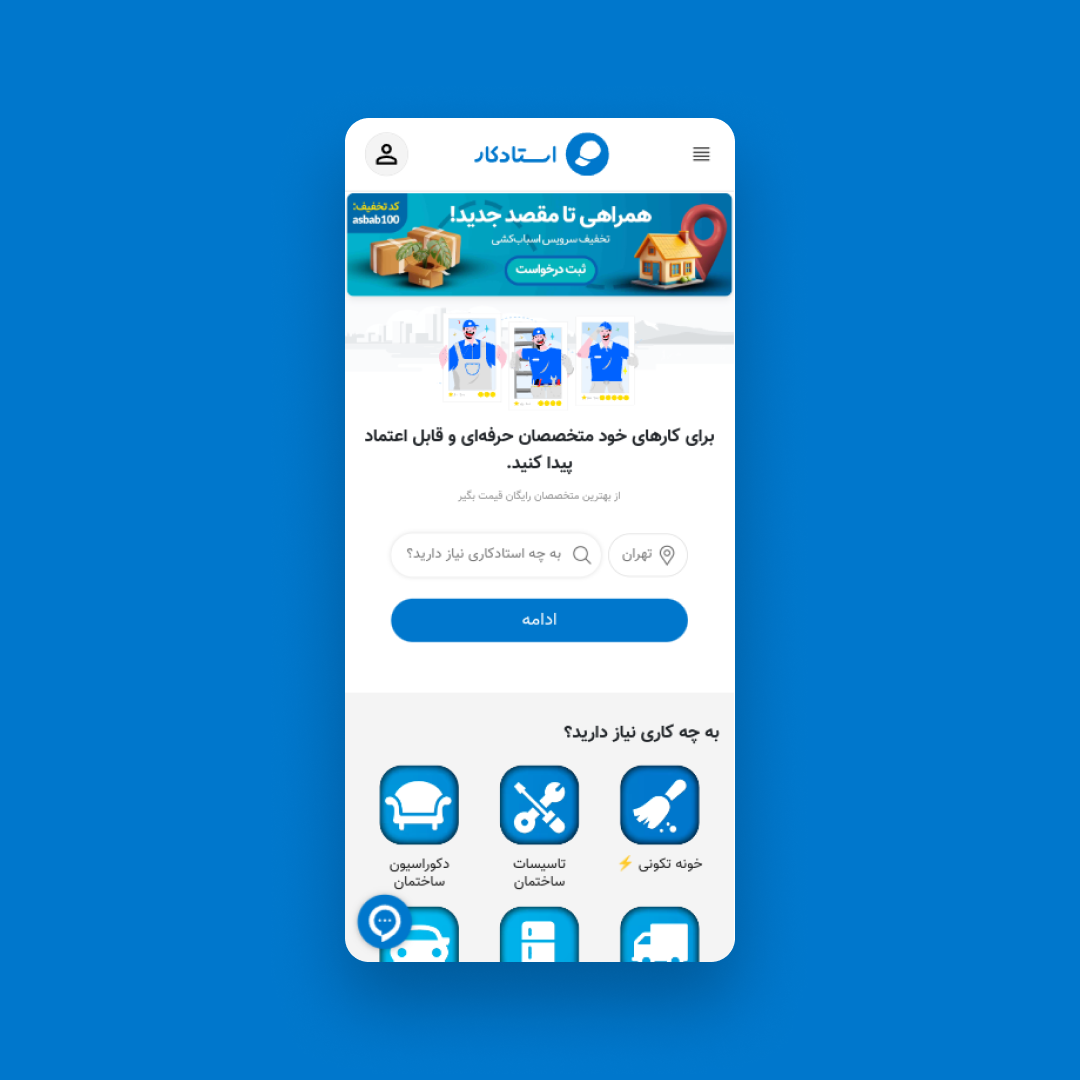 استادکار
کد تخفیف:
asbab100
همراهی تا مقصد جدید!
تخفیف سرویس اسباب‌کشی
ثبت درخواست
برای کارهای خود متخصصان حرفه‌ای و قابل اعتماد
پیدا کنید.
از بهترین متخصصان رایگان قیمت بگیر
تهران
به چه استادکاری نیاز دارید؟
ادامه
به چه کاری نیاز دارید؟
خونه تکونی ⚡
تاسیسات
ساختمان
دکوراسیون
ساختمان